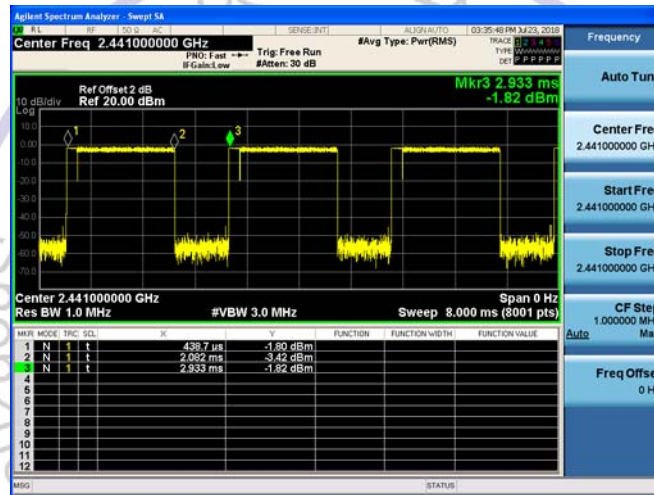 Agilent Spectrum Analyzer - Swept SA
RL RF 50 Ω AC SENSE:INT ALIGNAUTO 03:35:48 PM Jul 23, 2018
Center Freq 2.441000000 GHz
PNO: Fast
IFGain:Low
Trig: Free Run
#Atten: 30 dB
#Avg Type: Pwr(RMS)
TRACE 1 2 3 4 5 6
TYPE
DET P P P P P P
Frequency
Mkr3 2.933 ms
-1.82 dBm
Ref Offset 2 dB
10 dB/div Ref 20.00 dBm
Log
10.0
0.00
-10.0
-20.0
-30.0
-40.0
-50.0
-60.0
-70.0
1
2
3
Center 2.441000000 GHz Span 0 Hz
Res BW 1.0 MHz #VBW 3.0 MHz Sweep 8.000 ms (8001 pts)
MKR MODE TRC SCL X Y FUNCTION FUNCTION WIDTH FUNCTION VALUE
1 N 1 t 438.7 µs -1.80 dBm
2 N 1 t 2.082 ms -3.42 dBm
3 N 1 t 2.933 ms -1.82 dBm
4
5
6
7
8
9
10
11
12
MSG STATUS
Auto Tun
Center Fre
2.441000000 GH
Start Fre
2.441000000 GH
Stop Fre
2.441000000 GH
CF Step
1.000000 MH
Auto Ma
Freq Offse
0 H